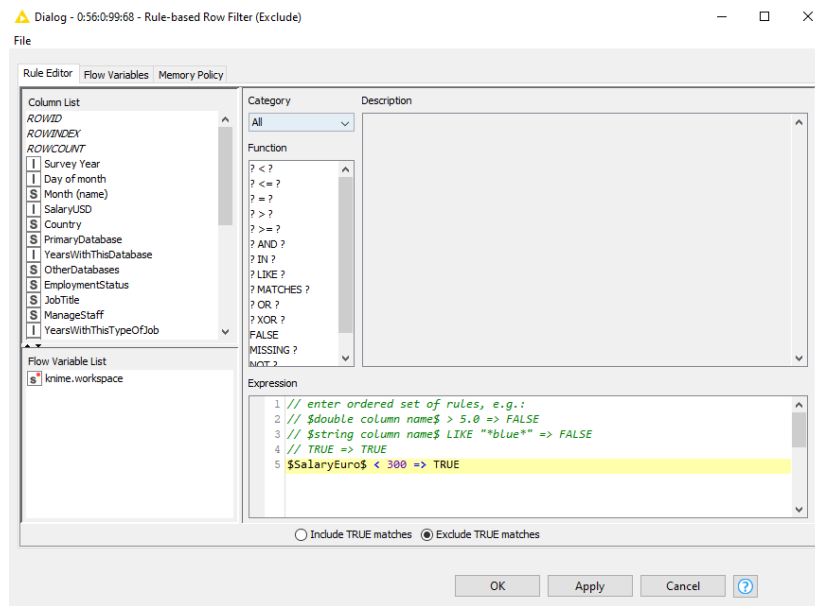 Dialog - 0:56:0:99:68 - Rule-based Row Filter (Exclude)
File
Rule Editor
Flow Variables
Memory Policy
Column List
ROWID
ROWINDEX
ROWCOUNT
I Survey Year
I Day of month
S Month (name)
I SalaryUSD
S Country
S PrimaryDatabase
I YearsWithThisDatabase
S OtherDatabases
S EmploymentStatus
S JobTitle
S ManageStaff
I YearsWithThisTypeOfJob
Flow Variable List
s knime.workspace
Category
All
Description
Function
? < ?
? <= ?
? = ?
? > ?
? >= ?
? AND ?
? IN ?
? LIKE ?
? MATCHES ?
? OR ?
? XOR ?
FALSE
MISSING ?
NOT ?
Expression
1 // enter ordered set of rules, e.g.:
2 // $double column name$ > 5.0 => FALSE
3 // $string column name$ LIKE "*blue*" => FALSE
4 // TRUE => TRUE
5 $SalaryEuro$ < 300 => TRUE
Include TRUE matches
Exclude TRUE matches
OK
Apply
Cancel
?